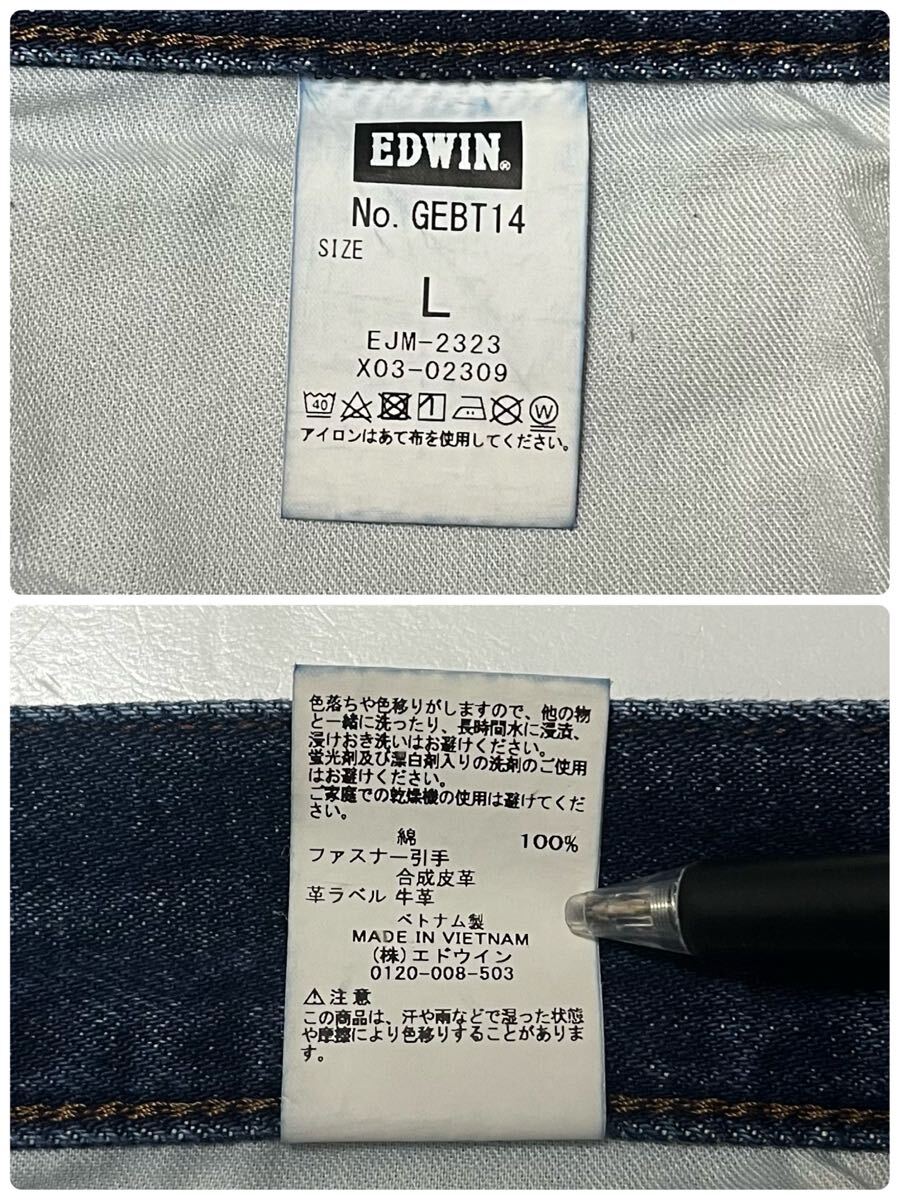 EDWIN®
No. GEBT14
SIZE
L
EJM-2323
X03-02309
40 W
アイロンはあて布を使用してください。
色落ちや色移りがしますので、他の物
と一緒に洗ったり、長時間水に浸漬、
浸けおき洗いはお避けください。
蛍光剤及び漂白剤入りの洗剤のご使用
はお避けください。
ご家庭での乾燥機の使用は避けてくだ
さい。
綿 100%
ファスナー引手
合成皮革
革ラベル 牛革
ベトナム製
MADE IN VIETNAM
(株)エドウイン
0120-008-503
⚠注意
この商品は、汗や雨などで湿った状態
や摩擦により色移りすることがありま
す。